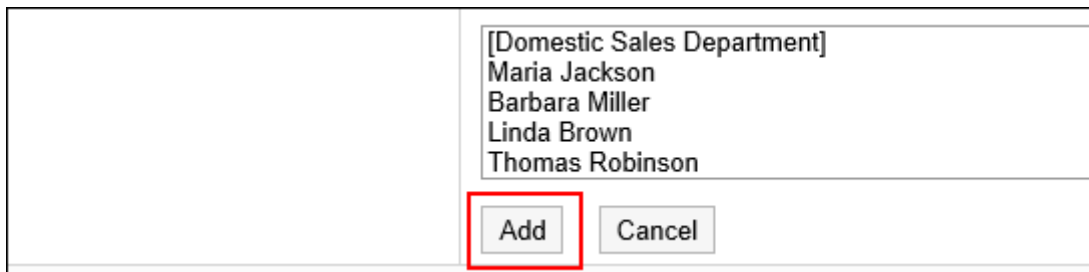 [Domestic Sales Department]
Maria Jackson
Barbara Miller
Linda Brown
Thomas Robinson
Add Cancel